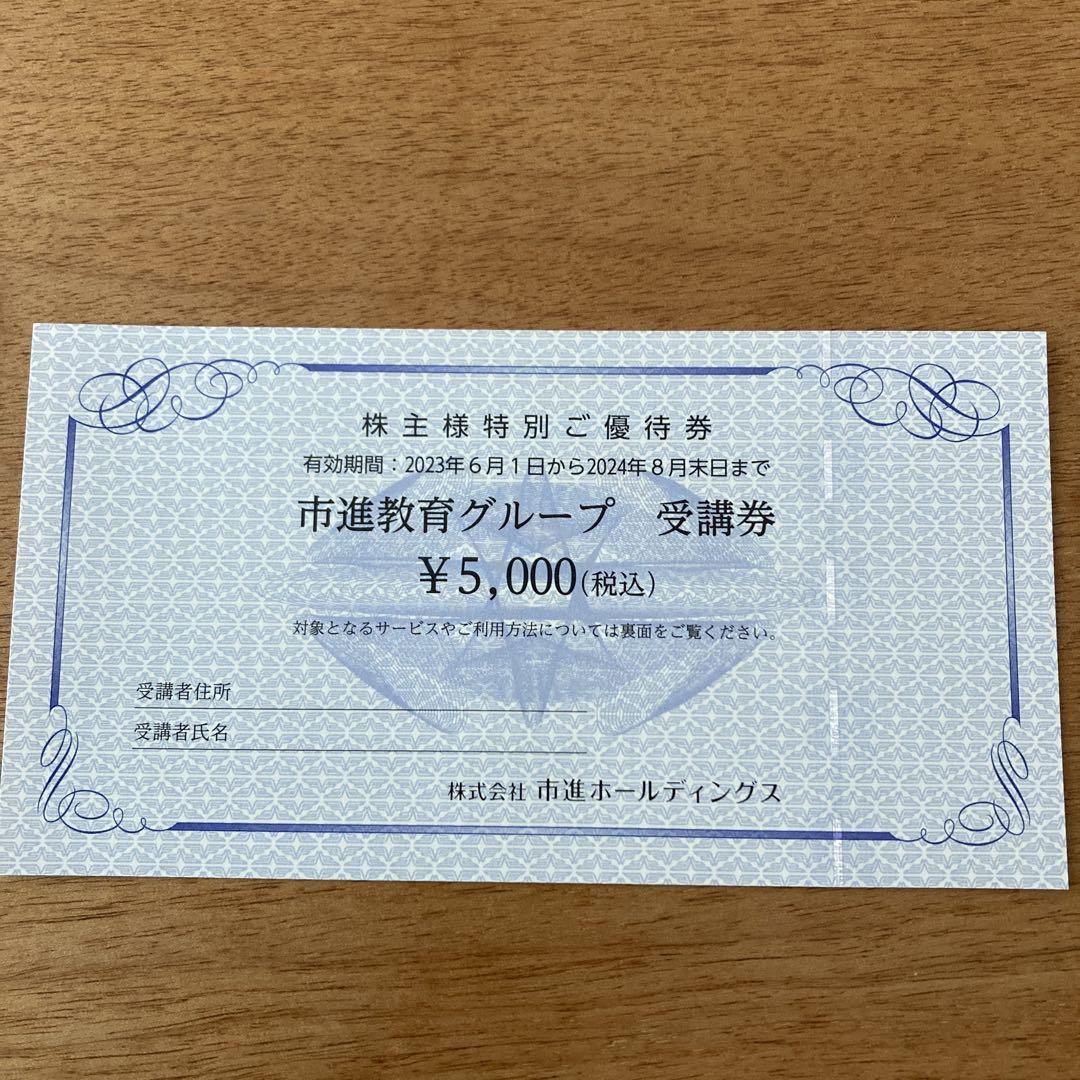 株主様特別ご優待券
有効期間：2023年６月１日から2024年８月末日まで
市進教育グループ　受講券
￥5,000(税込)
対象となるサービスやご利用方法については裏面をご覧ください。
受講者住所
受講者氏名
株式会社 市進ホールディングス